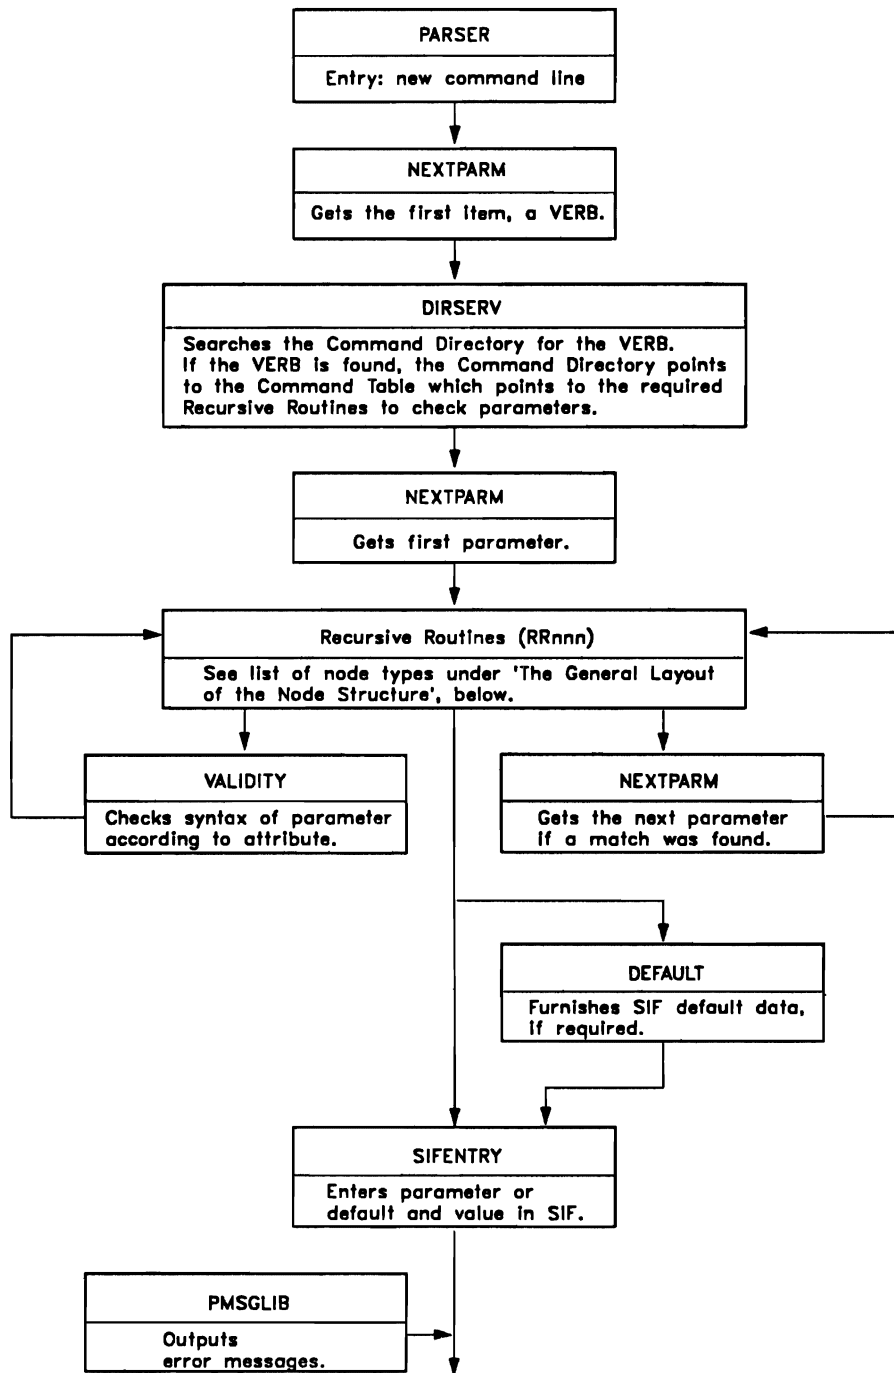 PARSER
Entry: new command line
NEXTPARM
Gets the first item, a VERB.
DIRSERV
Searches the Command Directory for the VERB.
If the VERB is found, the Command Directory points
to the Command Table which points to the required
Recursive Routines to check parameters.
NEXTPARM
Gets first parameter.
Recursive Routines (RRnnn)
See list of node types under 'The General Layout
of the Node Structure', below.
VALIDITY
Checks syntax of parameter
according to attribute.
NEXTPARM
Gets the next parameter
if a match was found.
DEFAULT
Furnishes SIF default data,
if required.
SIFENTRY
Enters parameter or
default and value in SIF.
PMSGLIB
Outputs
error messages.